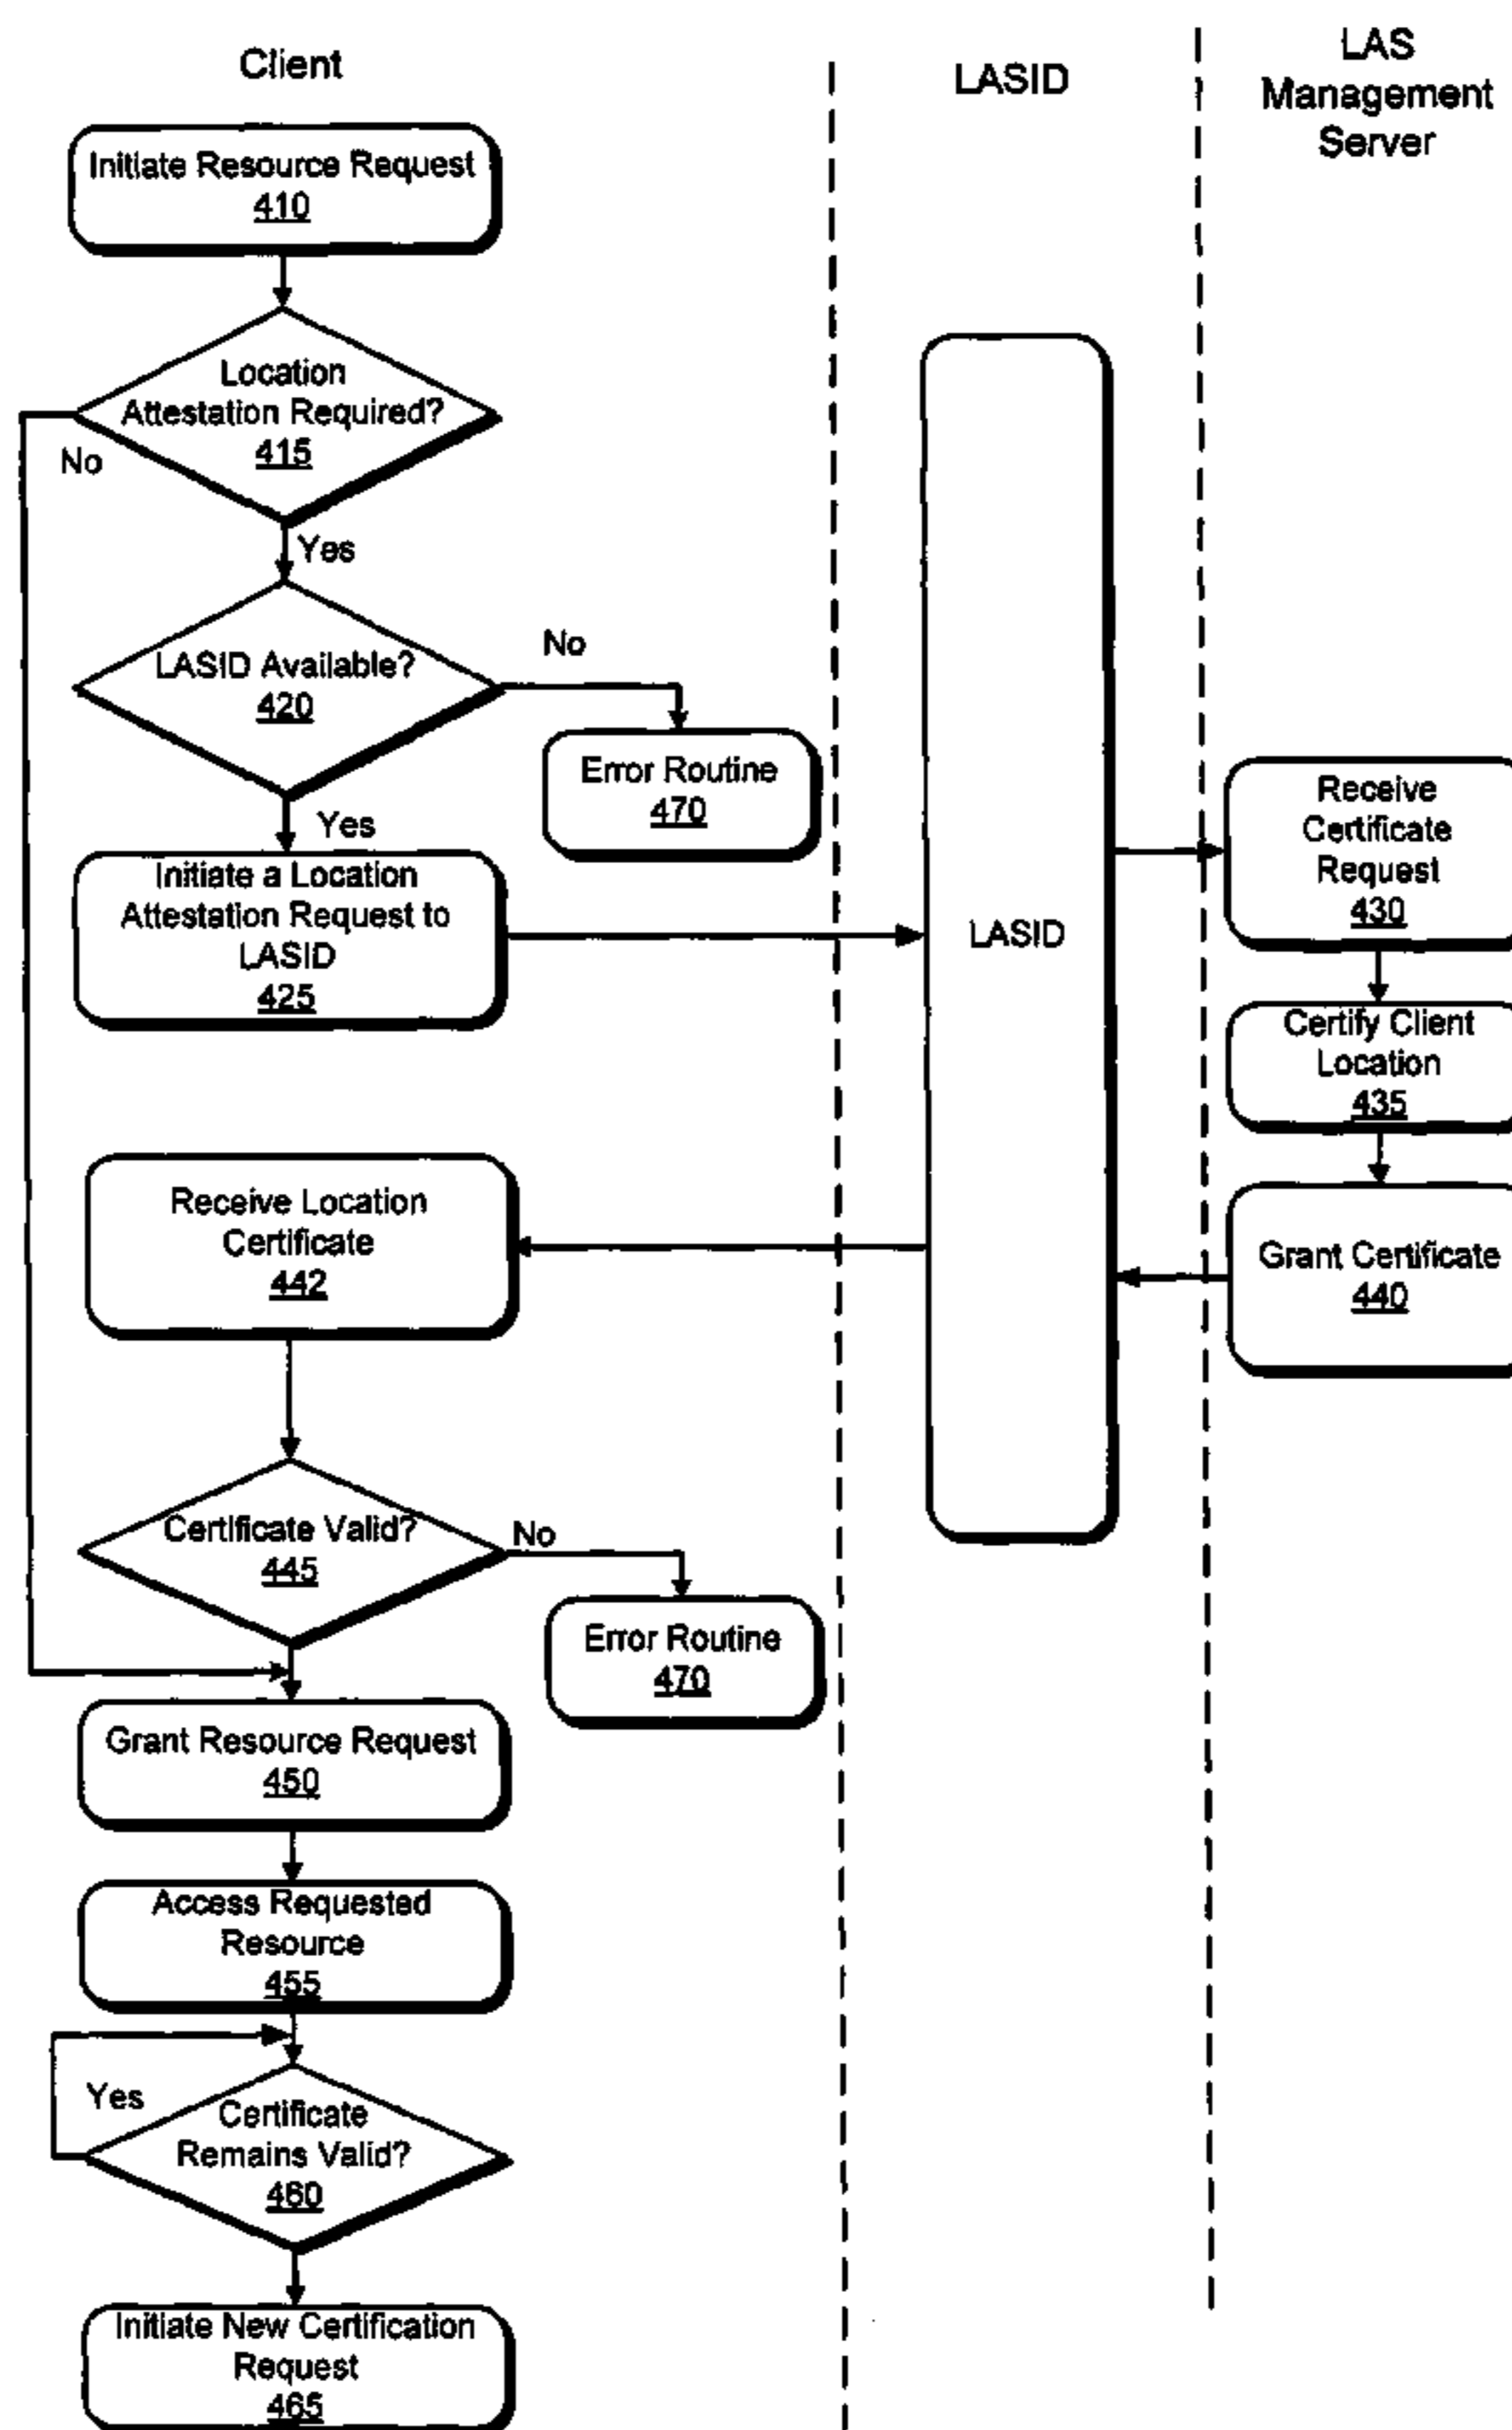 Client
LASID
LAS
Management
Server
Initiate Resource Request
410
Location
Attestation Required?
415
No
Yes
LASID Available?
420
No
Error Routine
470
Yes
Initiate a Location
Attestation Request to
LASID
425
LASID
Receive
Certificate
Request
430
Certify Client
Location
435
Grant Certificate
440
Receive Location
Certificate
442
Certificate Valid?
445
No
Error Routine
470
Grant Resource Request
450
Access Requested
Resource
455
Yes
Certificate
Remains Valid?
460
Initiate New Certification
Request
465